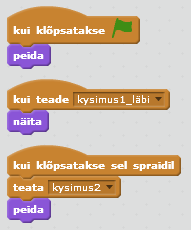 kui klõpsatakse
peida
kui teade kysimus1_läbi
näita
kui klõpsatakse sel spraidil
teata kysimus2
peida